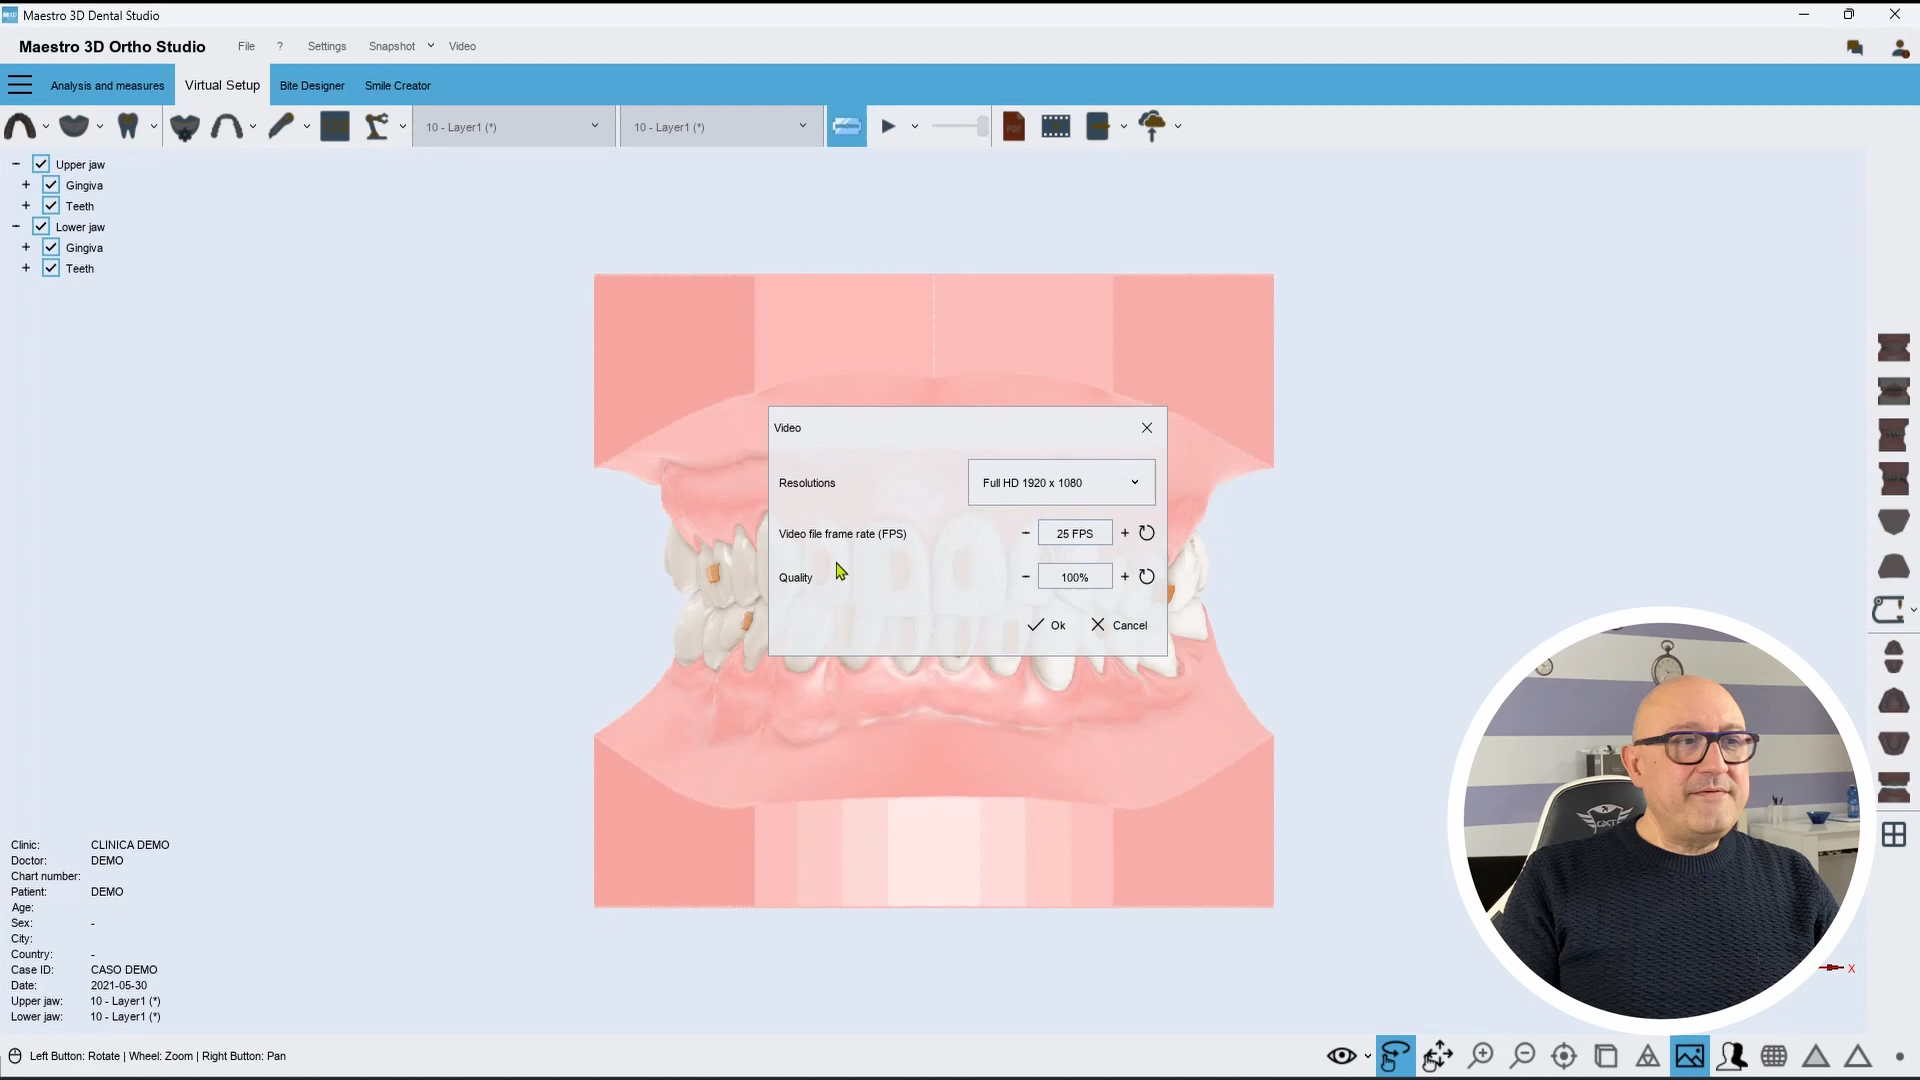 Maestro 3D Dental Studio
Maestro 3D Ortho Studio
File
?
Settings
Snapshot
Video
Analysis and measures
Virtual Setup
Bite Designer
Smile Creator
10 - Layer1 (*)
10 - Layer1 (*)
PDF
Upper jaw
Gingiva
Teeth
Lower jaw
Gingiva
Teeth
Video
Resolutions
Full HD 1920 x 1080
Video file frame rate (FPS)
25 FPS
Quality
100%
Ok
Cancel
Clinic: CLINICA DEMO
Doctor: DEMO
Chart number:
Patient: DEMO
Age:
Sex: -
City:
Country: -
Case ID: CASO DEMO
Date: 2021-05-30
Upper jaw: 10 - Layer1 (*)
Lower jaw: 10 - Layer1 (*)
X
Left Button: Rotate | Wheel: Zoom | Right Button: Pan